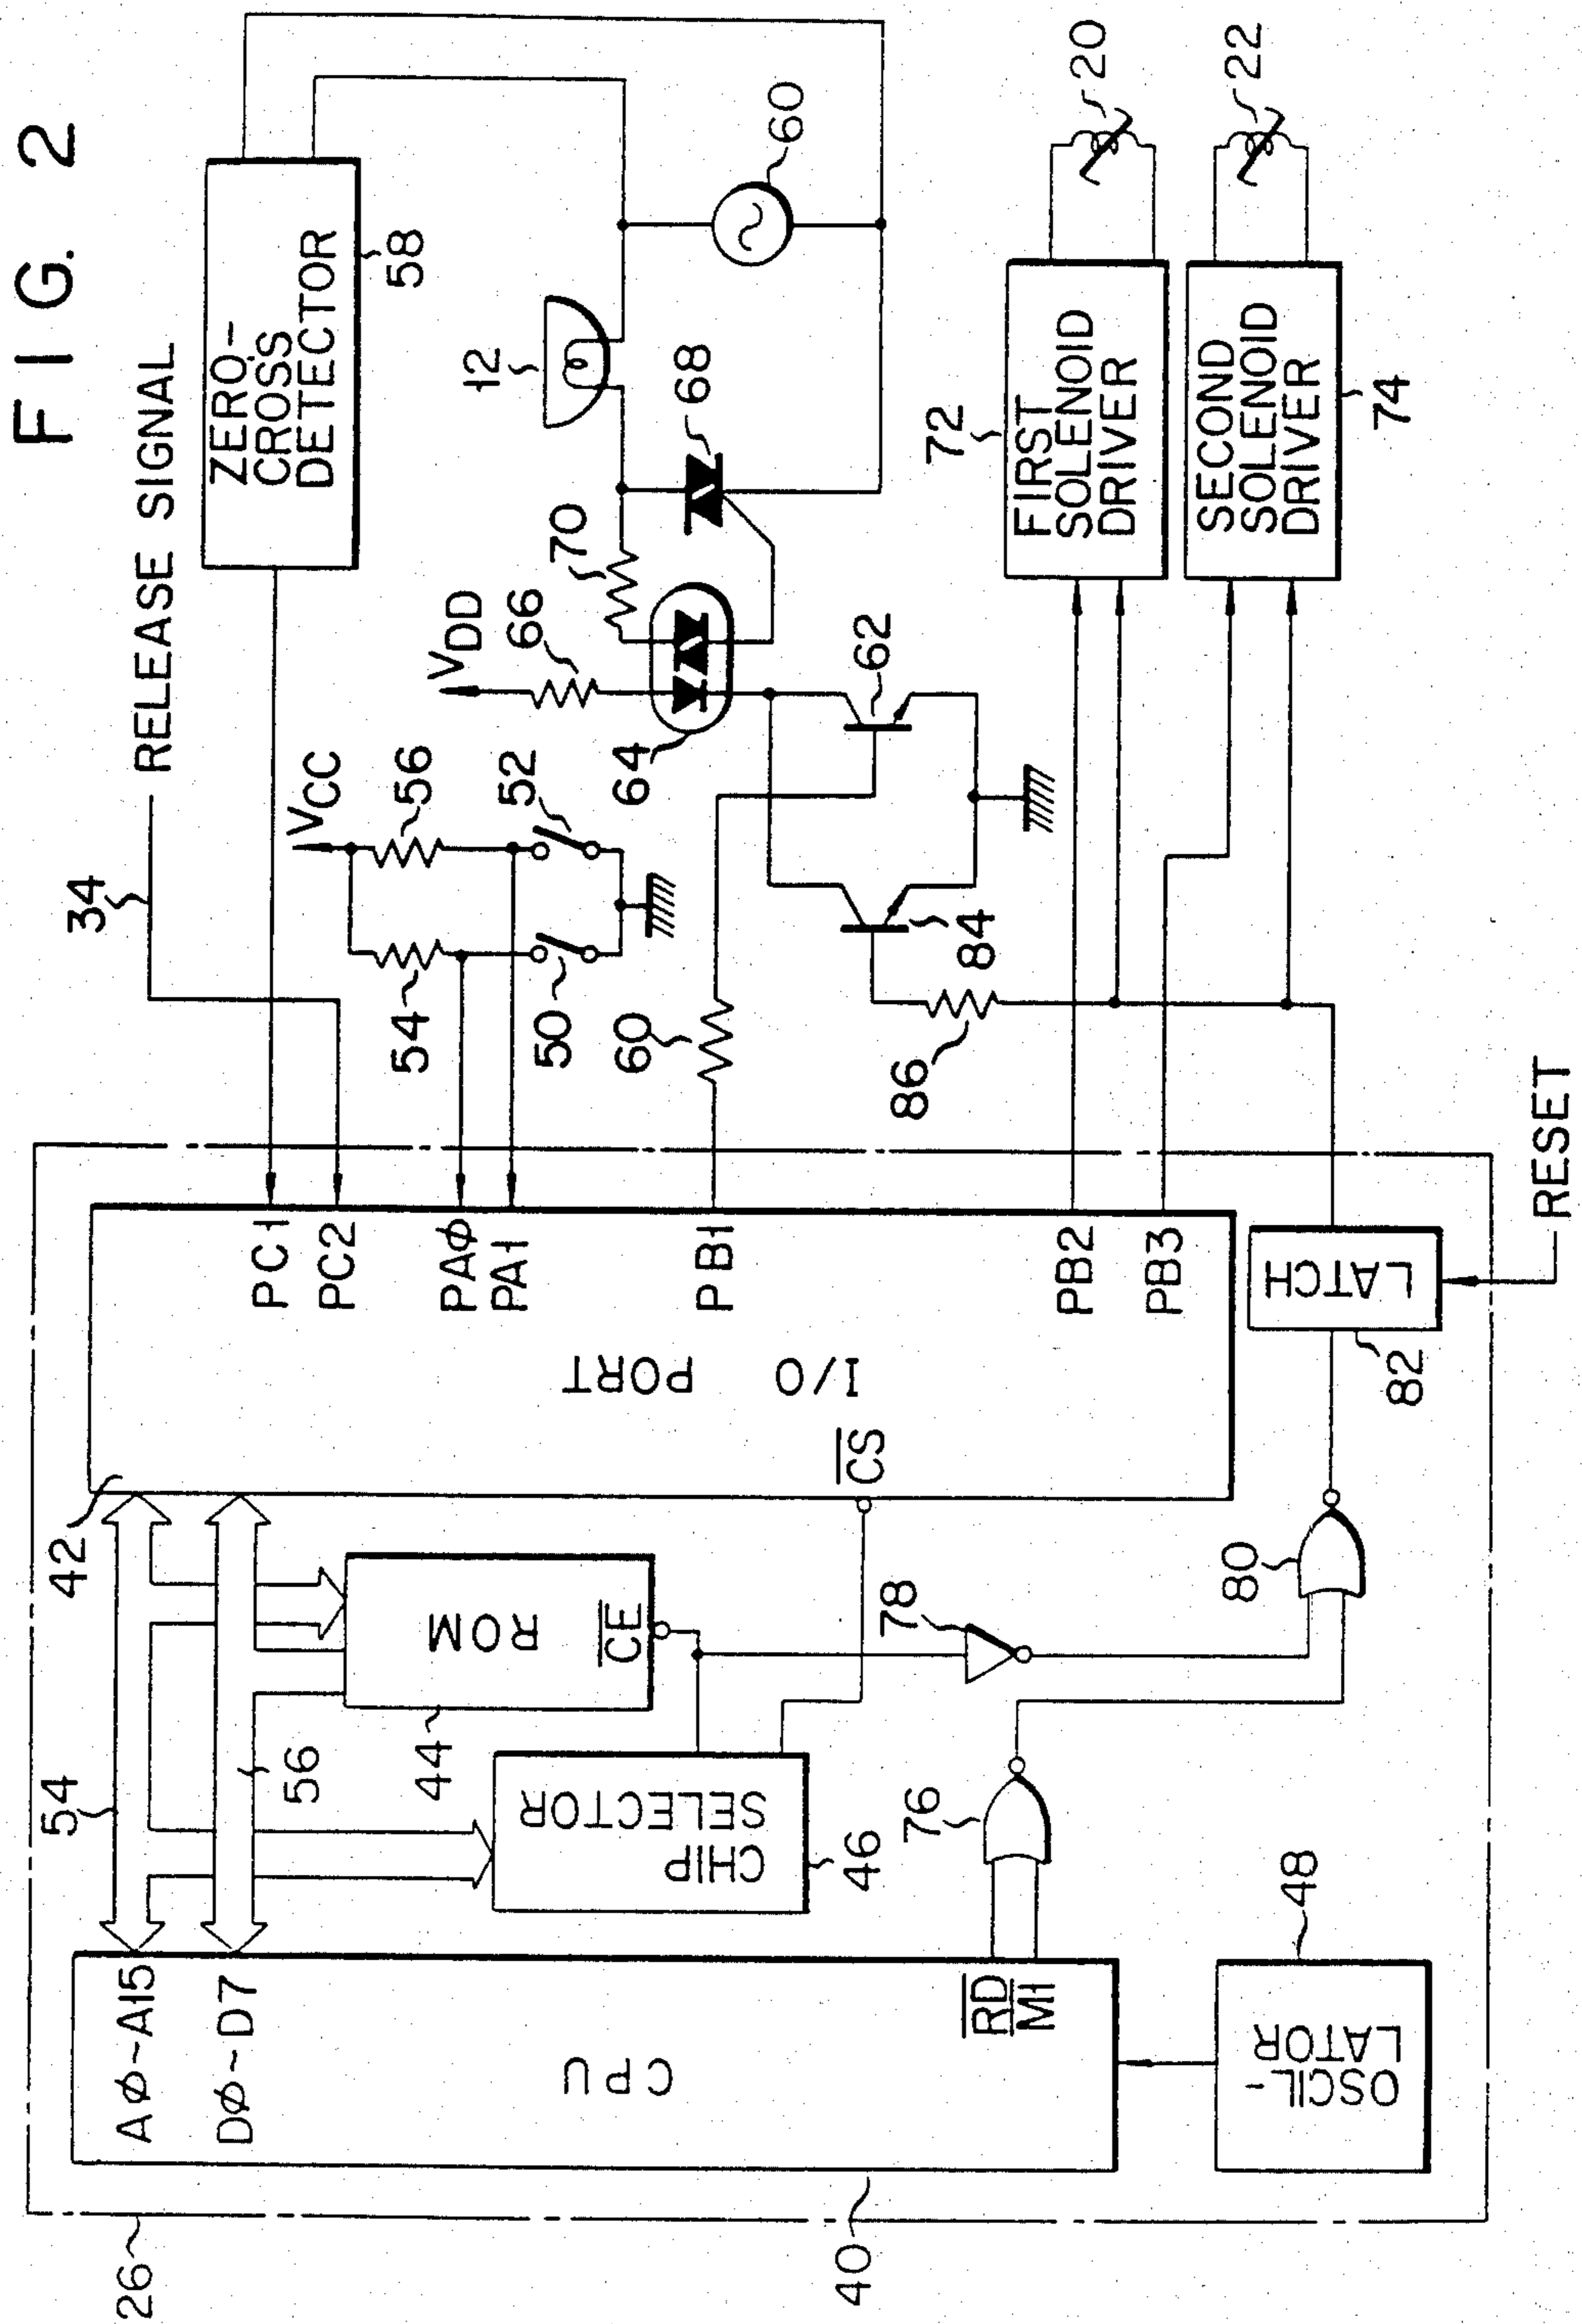 FIG. 2
34
RELEASE SIGNAL
ZERO-
CROSS
DETECTOR
58
12
60
68
70
VDD
66
64
62
VCC
56
52
54
50
60
84
86
72
FIRST
SOLENOID
DRIVER
20
SECOND
SOLENOID
DRIVER
74
22
26
42
PC1
PC2
PAϕ
PA1
PB1
PB2
PB3
I/O PORT
CS
54
56
ROM
CE
44
CHIP
SELECTOR
46
Aϕ~A15
Dϕ~D7
CPU
RD
M1
40
76
78
80
LATCH
82
RESET
OSCIL-
LATOR
48